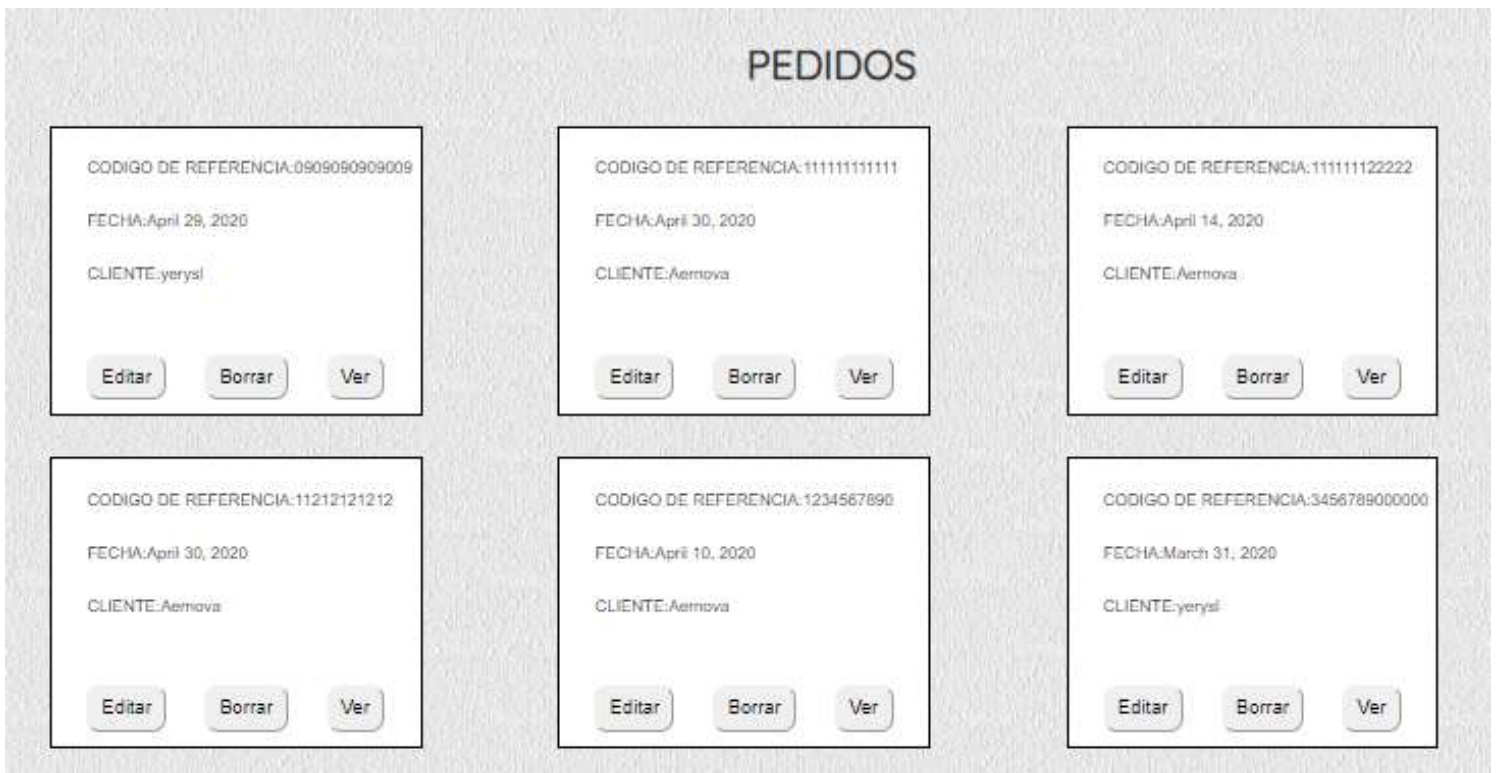 PEDIDOS
CODIGO DE REFERENCIA:0909090909009
FECHA:April 29, 2020
CLIENTE:yerysl
Editar Borrar Ver
CODIGO DE REFERENCIA:111111111111
FECHA:April 30, 2020
CLIENTE:Aernova
Editar Borrar Ver
CODIGO DE REFERENCIA:111111122222
FECHA:April 14, 2020
CLIENTE:Aernova
Editar Borrar Ver
CODIGO DE REFERENCIA:11212121212
FECHA:April 30, 2020
CLIENTE:Aernova
Editar Borrar Ver
CODIGO DE REFERENCIA:1234567890
FECHA:April 10, 2020
CLIENTE:Aernova
Editar Borrar Ver
CODIGO DE REFERENCIA:3456789000000
FECHA:March 31, 2020
CLIENTE:yerysl
Editar Borrar Ver